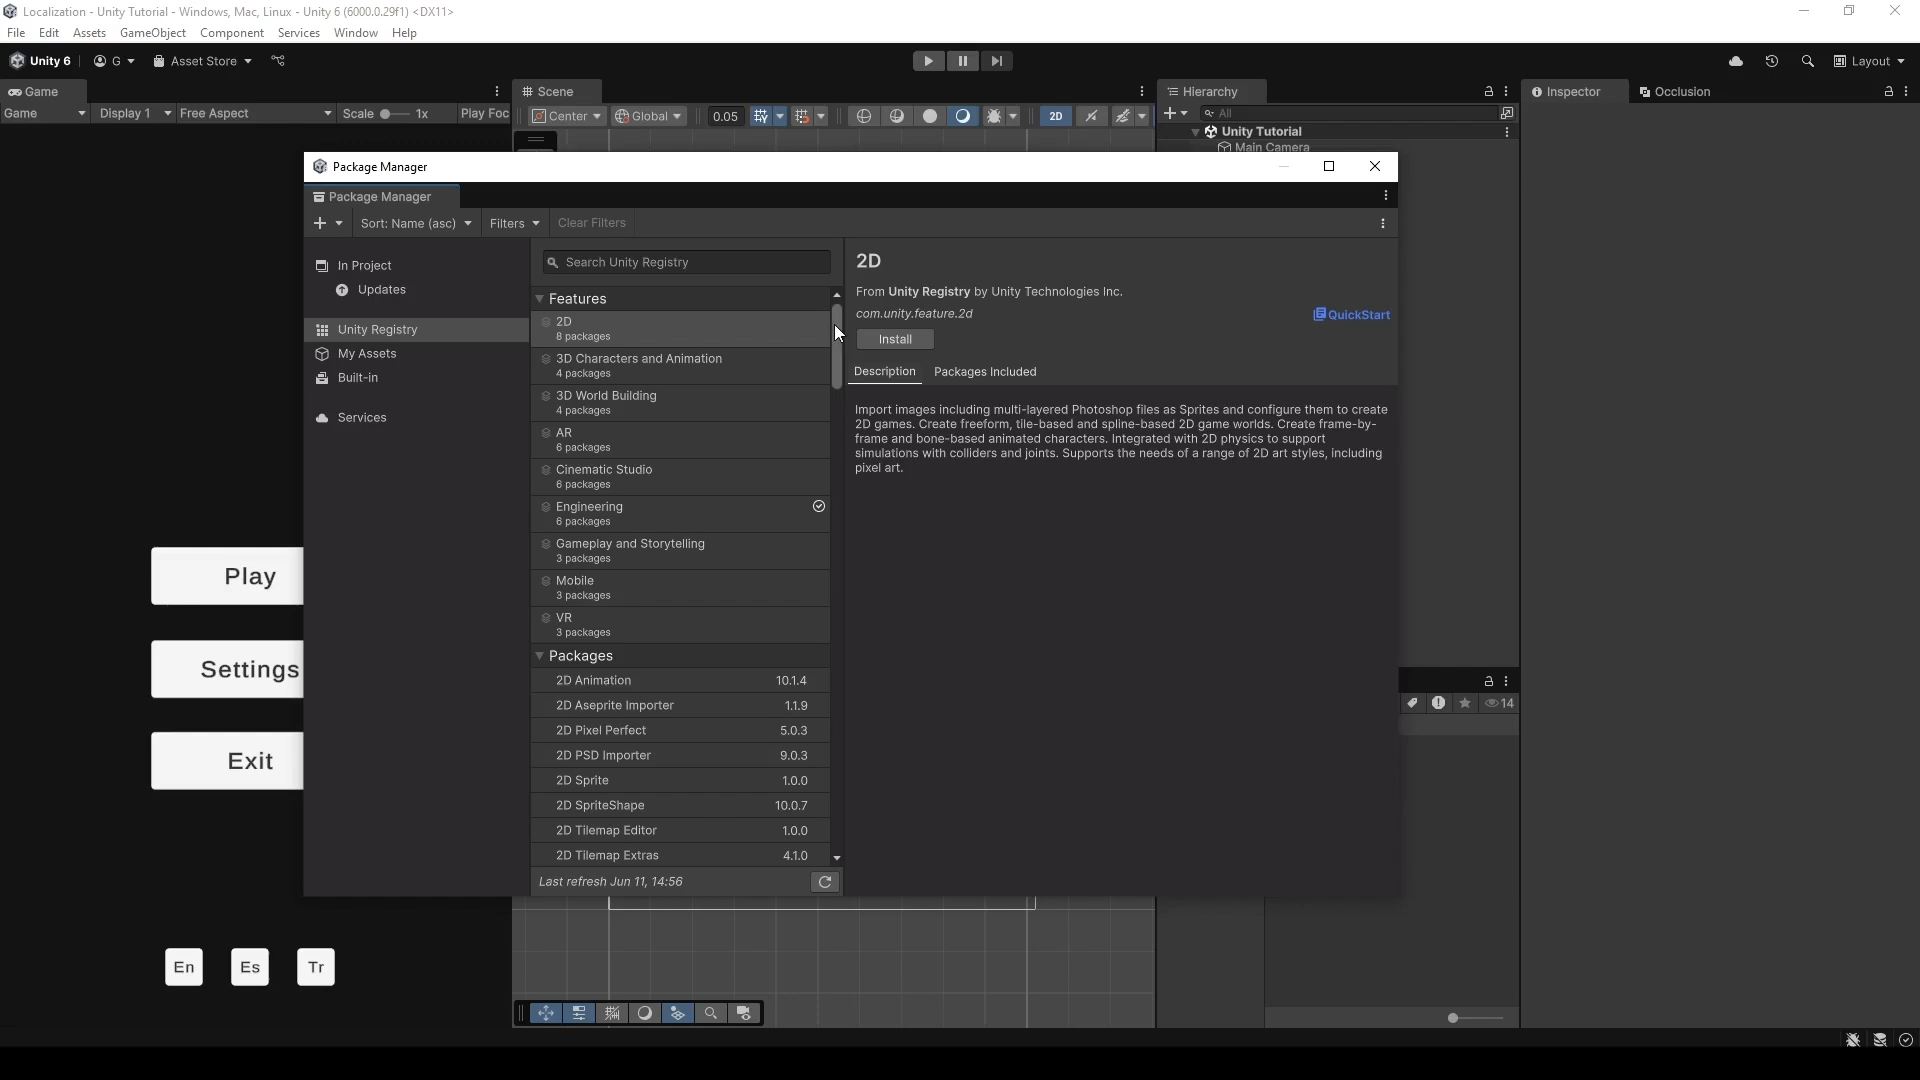 Localization - Unity Tutorial - Windows, Mac, Linux - Unity 6 (6000.0.29f1) <DX11>
File Edit Assets GameObject Component Services Window Help
Unity 6 G Asset Store Layout
Game Scene Hierarchy Inspector Occlusion
Game Display 1 Free Aspect Scale 1x Play Foc Center Global 0.05 2D All
Unity Tutorial
Main Camera
Package Manager
Package Manager
Sort: Name (asc) Filters Clear Filters
In Project
Updates
Unity Registry
My Assets
Built-in
Services
Search Unity Registry
Features
2D
8 packages
3D Characters and Animation
4 packages
3D World Building
4 packages
AR
6 packages
Cinematic Studio
6 packages
Engineering
6 packages
Gameplay and Storytelling
3 packages
Mobile
3 packages
VR
3 packages
Packages
2D Animation 10.1.4
2D Aseprite Importer 1.1.9
2D Pixel Perfect 5.0.3
2D PSD Importer 9.0.3
2D Sprite 1.0.0
2D SpriteShape 10.0.7
2D Tilemap Editor 1.0.0
2D Tilemap Extras 4.1.0
Last refresh Jun 11, 14:56
2D
From Unity Registry by Unity Technologies Inc.
com.unity.feature.2d
QuickStart
Install
Description Packages Included
Import images including multi-layered Photoshop files as Sprites and configure them to create
2D games. Create freeform, tile-based and spline-based 2D game worlds. Create frame-by-
frame and bone-based animated characters. Integrated with 2D physics to support
simulations with colliders and joints. Supports the needs of a range of 2D art styles, including
pixel art.
14
Play
Settings
Exit
En Es Tr